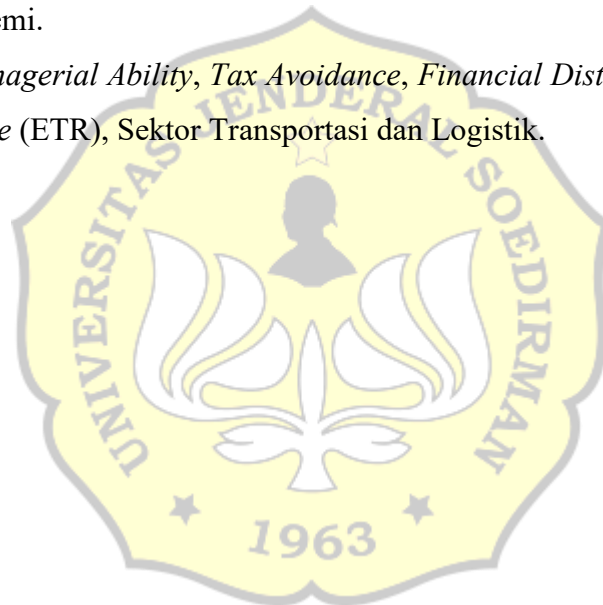 emi.
nagerial Ability, Tax Avoidance, Financial Dist
e (ETR), Sektor Transportasi dan Logistik.
UNIVERSITAS JENDERAL SOEDIRMAN
1963